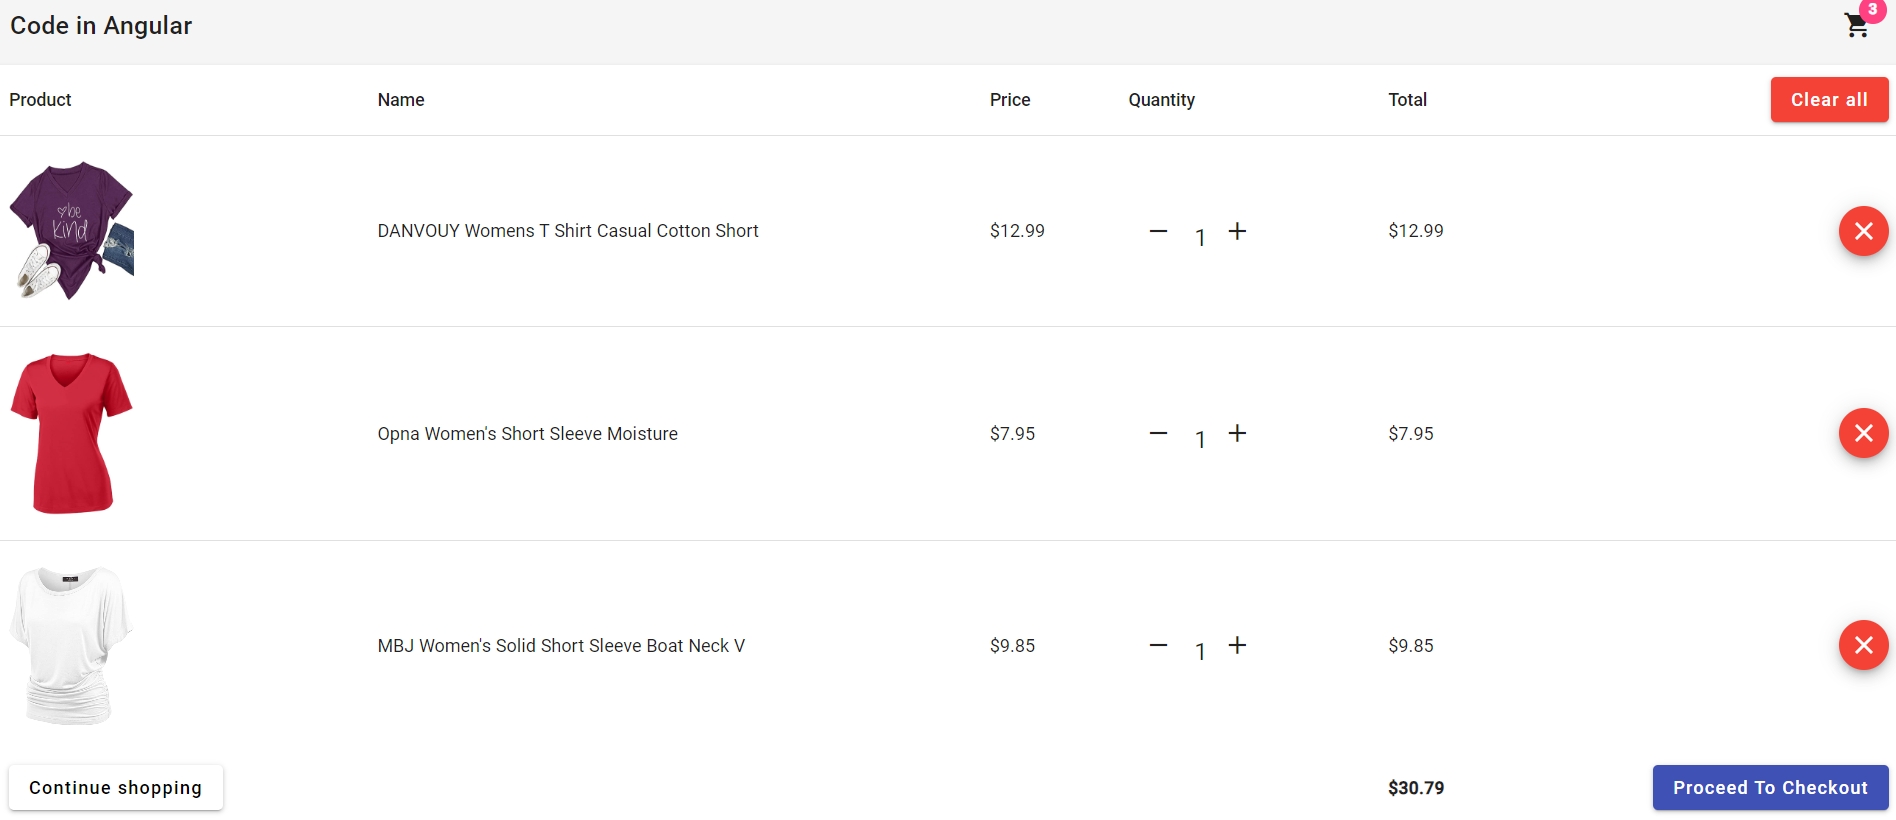 Code in Angular
3
Product Name Price Quantity Total Clear all
be
kind
DANVOUY Womens T Shirt Casual Cotton Short $12.99 − 1 + $12.99
Opna Women's Short Sleeve Moisture $7.95 − 1 + $7.95
MBJ Women's Solid Short Sleeve Boat Neck V $9.85 − 1 + $9.85
Continue shopping $30.79 Proceed To Checkout